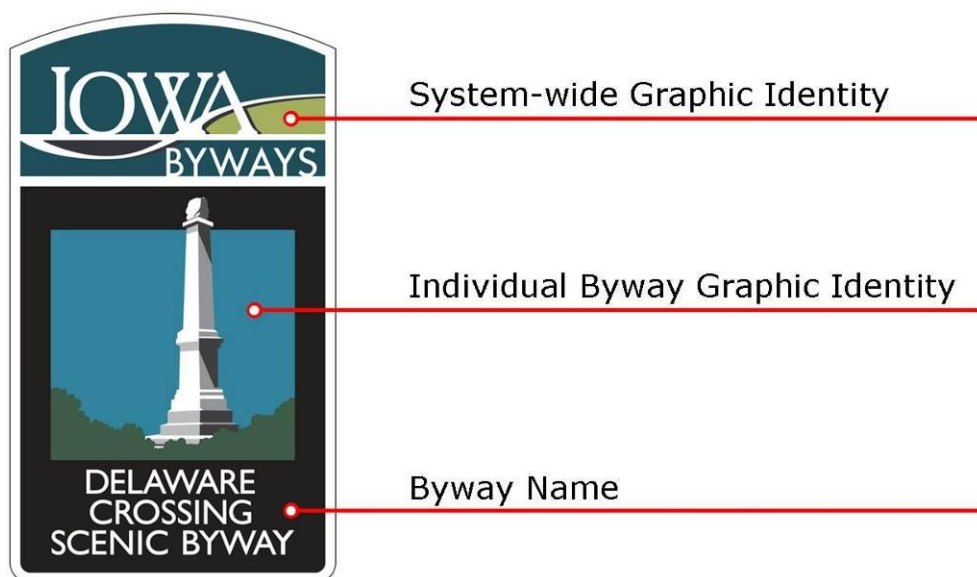 IOWA
BYWAYS
System-wide Graphic Identity
Individual Byway Graphic Identity
DELAWARE
CROSSING
SCENIC BYWAY
Byway Name